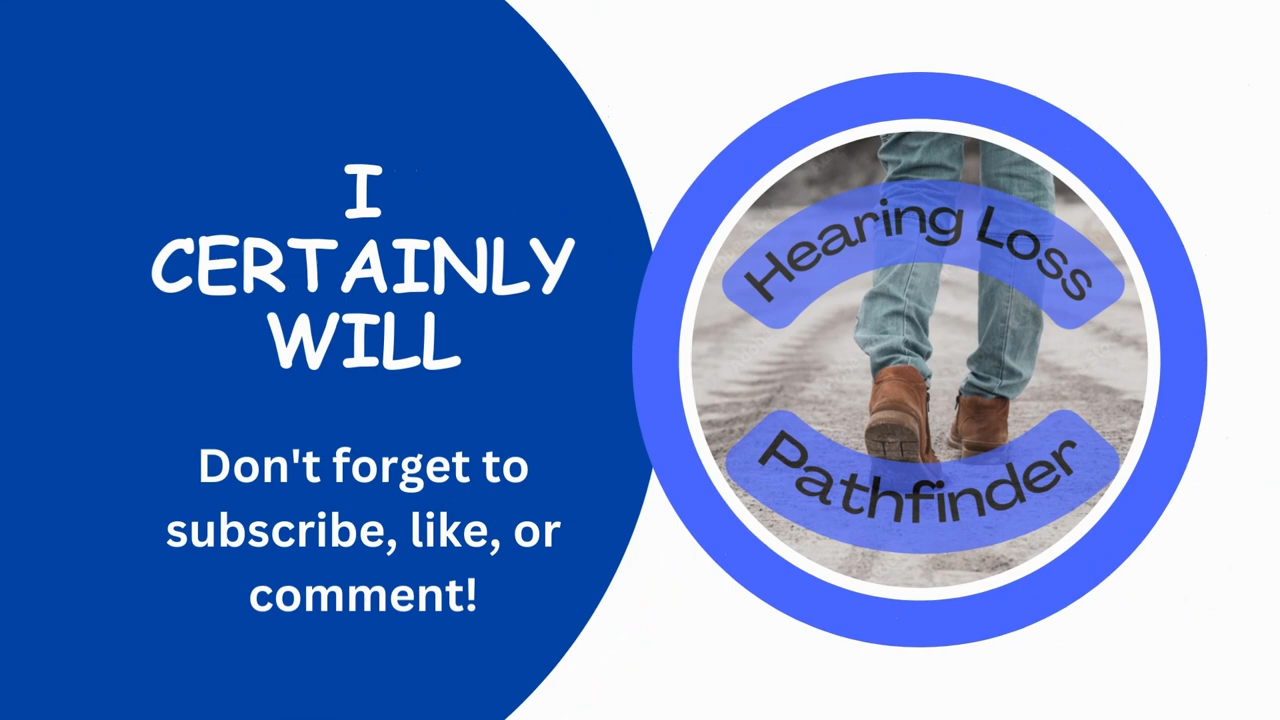 I
CERTAINLY
WILL
Don't forget to
subscribe, like, or
comment!
Hearing Loss
Pathfinder